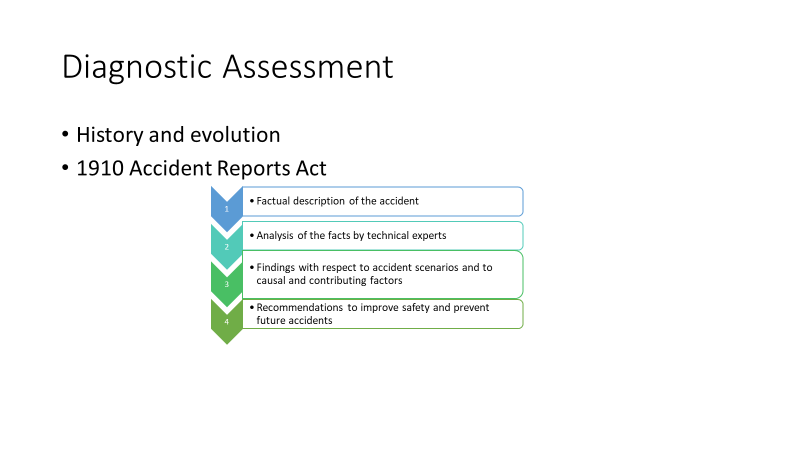 Diagnostic Assessment
• History and evolution
• 1910 Accident Reports Act
1
• Factual description of the accident
2
• Analysis of the facts by technical experts
3
• Findings with respect to accident scenarios and to
causal and contributing factors
4
• Recommendations to improve safety and prevent
future accidents